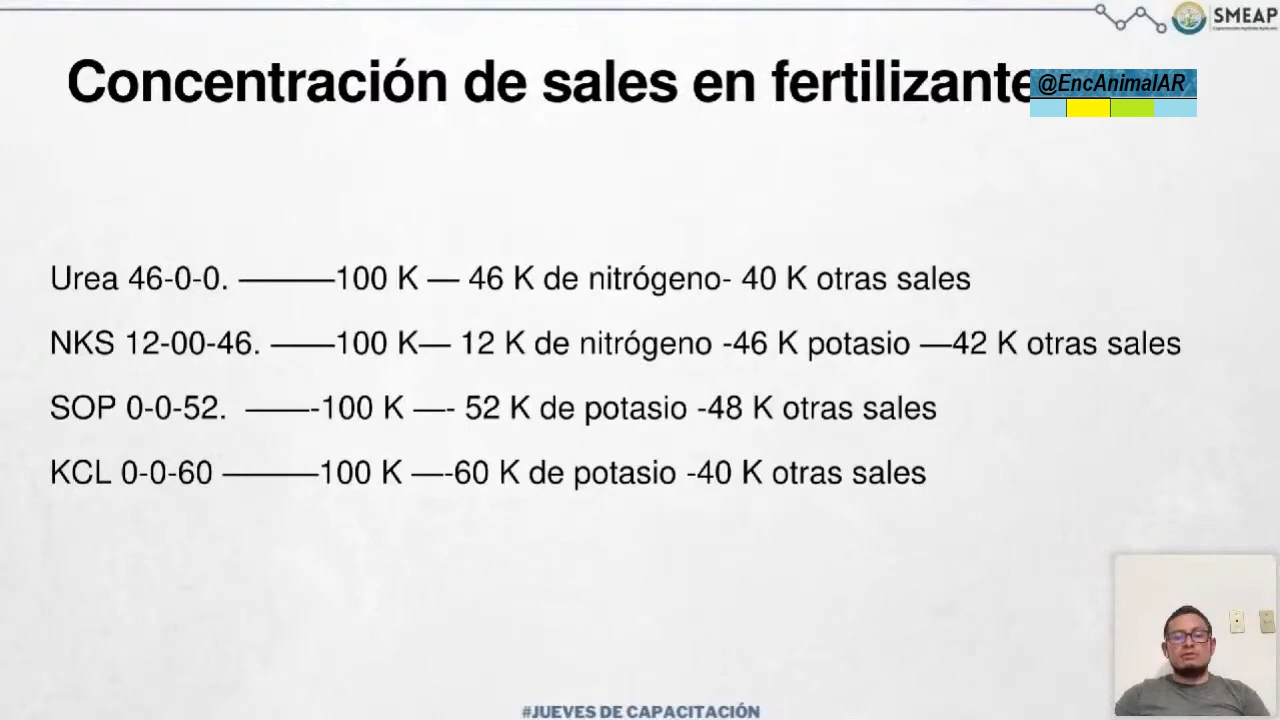 SMEAP
Concentración de sales en fertilizante
@EncAnimalAR
Urea 46-0-0. ———100 K — 46 K de nitrógeno- 40 K otras sales
NKS 12-00-46. ——100 K— 12 K de nitrógeno -46 K potasio —42 K otras sales
SOP 0-0-52. ——-100 K —- 52 K de potasio -48 K otras sales
KCL 0-0-60 ———100 K —-60 K de potasio -40 K otras sales
#JUEVES DE CAPACITACIÓN